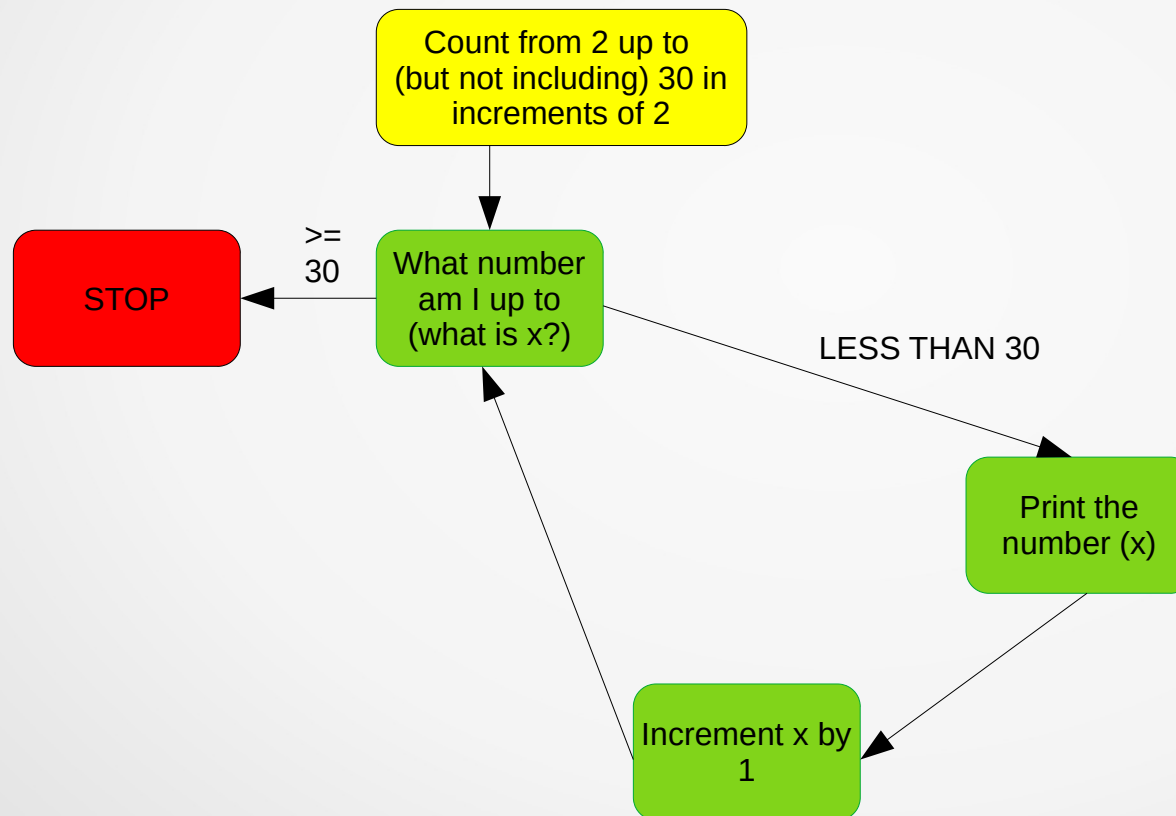 Count from 2 up to
(but not including) 30 in
increments of 2
>=
30
STOP
What number
am I up to
(what is x?)
LESS THAN 30
Print the
number (x)
Increment x by
1